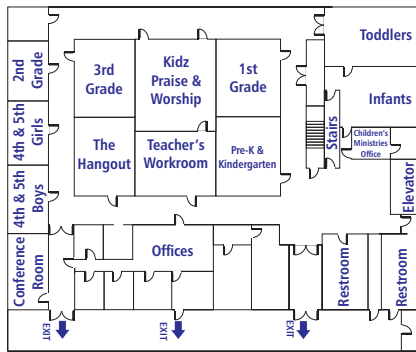 Toddlers
2nd
Grade
3rd
Grade
Kidz
Praise &
Worship
1st
Grade
Infants
4th & 5th
Girls
The
Hangout
Teacher's
Workroom
Pre-K &
Kindergarten
Stairs
Children's
Ministries
Office
4th & 5th
Boys
Elevator
Conference
Room
Offices
Restroom
Restroom
EXIT
EXIT
EXIT